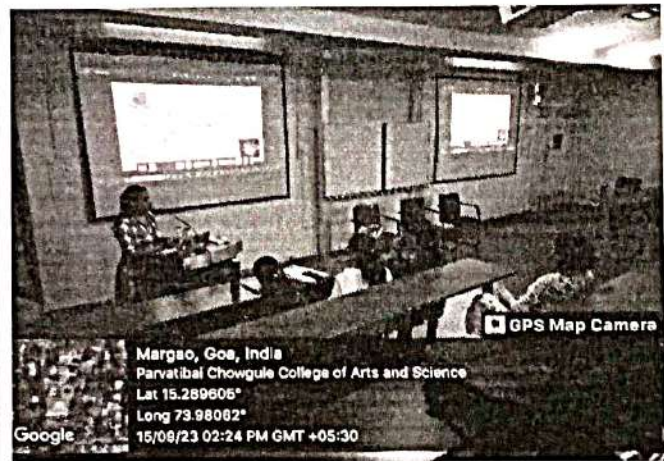 GPS Map Camera
Margao, Goa, India
Parvatibai Chowgule College of Arts and Science
Lat 15.289605°
Long 73.98082°
Google
15/09/23 02:24 PM GMT +05:30